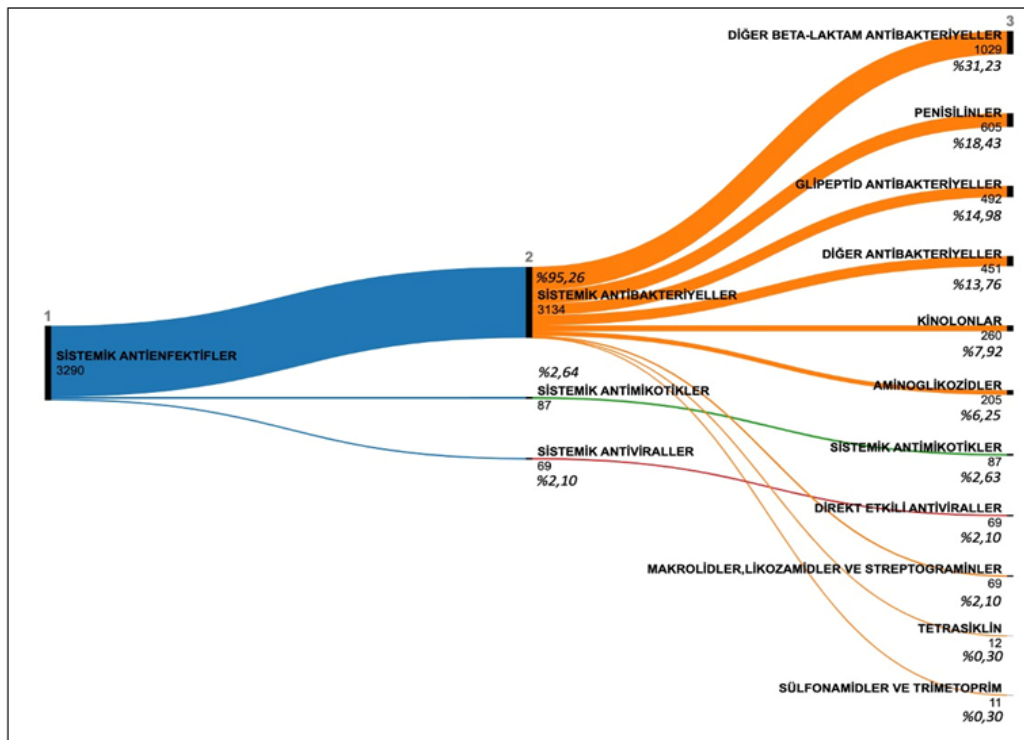 1
SİSTEMİK ANTİENFEKTİFLER
3290
2
%95,26
SİSTEMİK ANTİBAKTERİYELLER
3134
%2,64
SİSTEMİK ANTİMİKOTİKLER
87
SİSTEMİK ANTİVİRALLER
69
%2,10
3
DİĞER BETA-LAKTAM ANTİBAKTERİYELLER
1029
%31,23
PENİSİLİNLER
605
%18,43
GLİPEPTİD ANTİBAKTERİYELLER
492
%14,98
DİĞER ANTİBAKTERİYELLER
451
%13,76
KİNOLONLAR
260
%7,92
AMİNOGLİKOZİDLER
205
%6,25
SİSTEMİK ANTİMİKOTİKLER
87
%2,63
DİREKT ETKİLİ ANTİVİRALLER
69
%2,10
MAKROLİDLER,LİKOZAMİDLER VE STREPTOGRAMİNLER
69
%2,10
TETRASİKLİN
12
%0,30
SÜLFONAMİDLER VE TRİMETOPRİM
11
%0,30